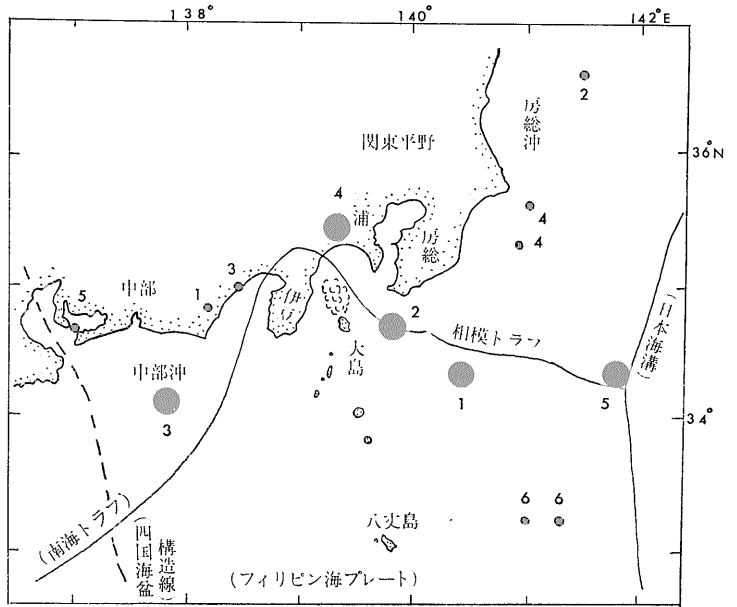 138°
140°
142°E
2
房総沖
関東平野
36°N
4
浦
4
房総
4
3
中部
1
5
伊豆
2
相模トラフ
(日本海溝)
大島
中部沖
3
1
5
34°
6
6
八丈島
(南海トラフ)
(四国海盆
構造線)
(フィリピン海プレート)